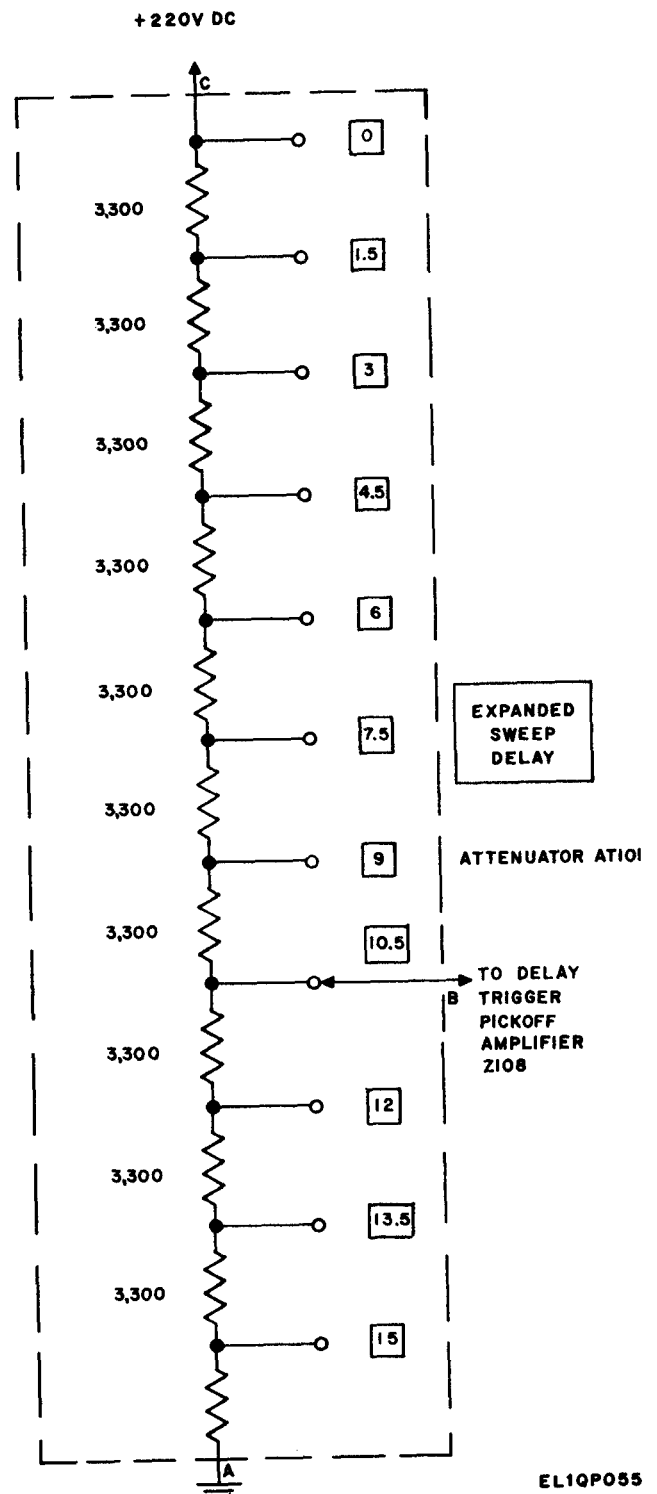 +220V DC
C
0
3,300
1.5
3,300
3
3,300
4.5
3,300
6
3,300
7.5
EXPANDED
SWEEP
DELAY
3,300
9
ATTENUATOR AT101
3,300
10.5
B
TO DELAY
TRIGGER
PICKOFF
AMPLIFIER
Z108
3,300
12
3,300
13.5
3,300
15
A
EL1QP055